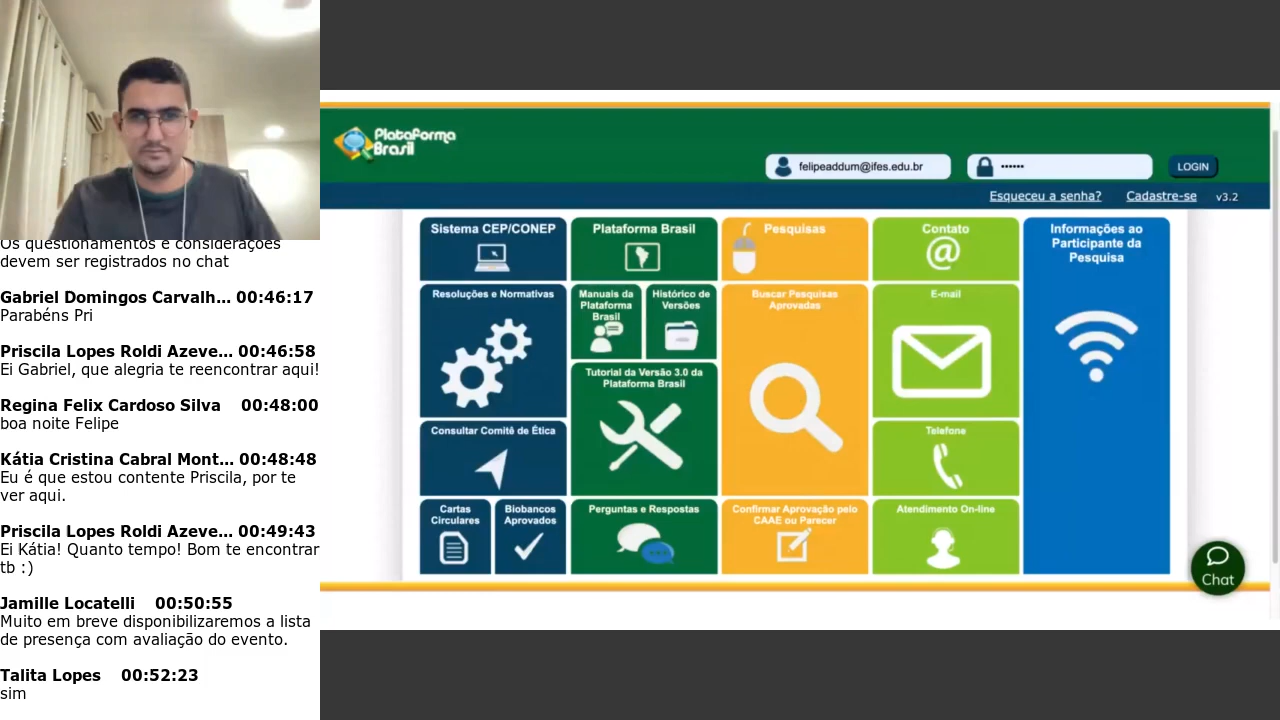 Os questionamentos e considerações
devem ser registrados no chat
Gabriel Domingos Carvalh... 00:46:17
Parabéns Pri
Priscila Lopes Roldi Azeve... 00:46:58
Ei Gabriel, que alegria te reencontrar aqui!
Regina Felix Cardoso Silva 00:48:00
boa noite Felipe
Kátia Cristina Cabral Mont... 00:48:48
Eu é que estou contente Priscila, por te
ver aqui.
Priscila Lopes Roldi Azeve... 00:49:43
Ei Kátia! Quanto tempo! Bom te encontrar
tb :)
Jamille Locatelli 00:50:55
Muito em breve disponibilizaremos a lista
de presença com avaliação do evento.
Talita Lopes 00:52:23
sim
Plataforma
Brasil
felipeaddum@ifes.edu.br
••••••
LOGIN
Esqueceu a senha?
Cadastre-se
v3.2
Sistema CEP/CONEP
Resoluções e Normativas
Consultar Comitê de Ética
Cartas
Circulares
Biobancos
Aprovados
Plataforma Brasil
Manuais da
Plataforma
Brasil
Histórico de
Versões
Tutorial da Versão 3.0 da
Plataforma Brasil
Perguntas e Respostas
Pesquisas
Buscar Pesquisas
Aprovadas
Confirmar Aprovação pelo
CAAE ou Parecer
Contato
@
E-mail
Telefone
Atendimento On-line
Informações ao
Participante da
Pesquisa
Chat